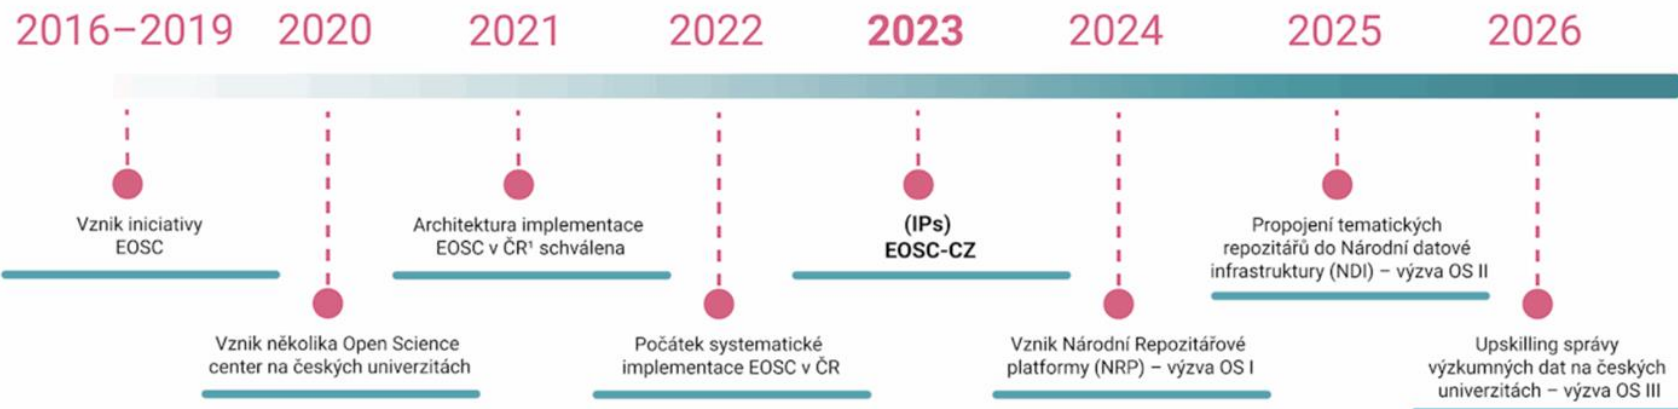 2016–2019 2020 2021 2022 2023 2024 2025 2026
Vznik iniciativy
EOSC
Vznik několika Open Science
center na českých univerzitách
Architektura implementace
EOSC v ČR¹ schválena
Počátek systematické
implementace EOSC v ČR
(IPs)
EOSC-CZ
Vznik Národní Repozitářové
platformy (NRP) – výzva OS I
Propojení tematických
repozitářů do Národní datové
infrastruktury (NDI) – výzva OS II
Upskilling správy
výzkumných dat na českých
univerzitách – výzva OS III